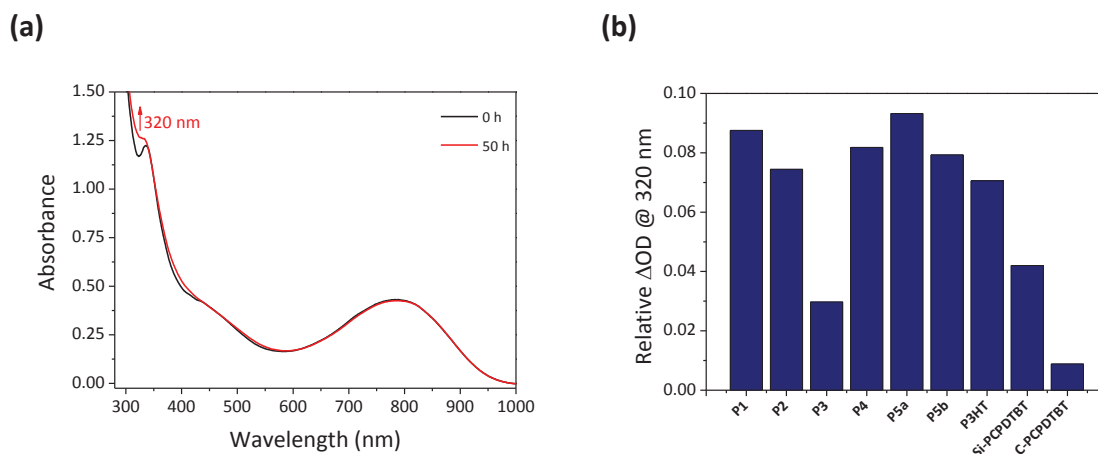 (a)
(b)
1.50
1.25
1.00
0.75
0.50
0.25
0.00
Absorbance
320 nm
0 h
50 h
300 400 500 600 700 800 900 1000
Wavelength (nm)
0.10
0.08
0.06
0.04
0.02
0.00
Relative ΔOD @ 320 nm
P1
P2
P3
P4
P5a
P5b
P3HT
Si-PCPDTBT
C-PCPDTBT